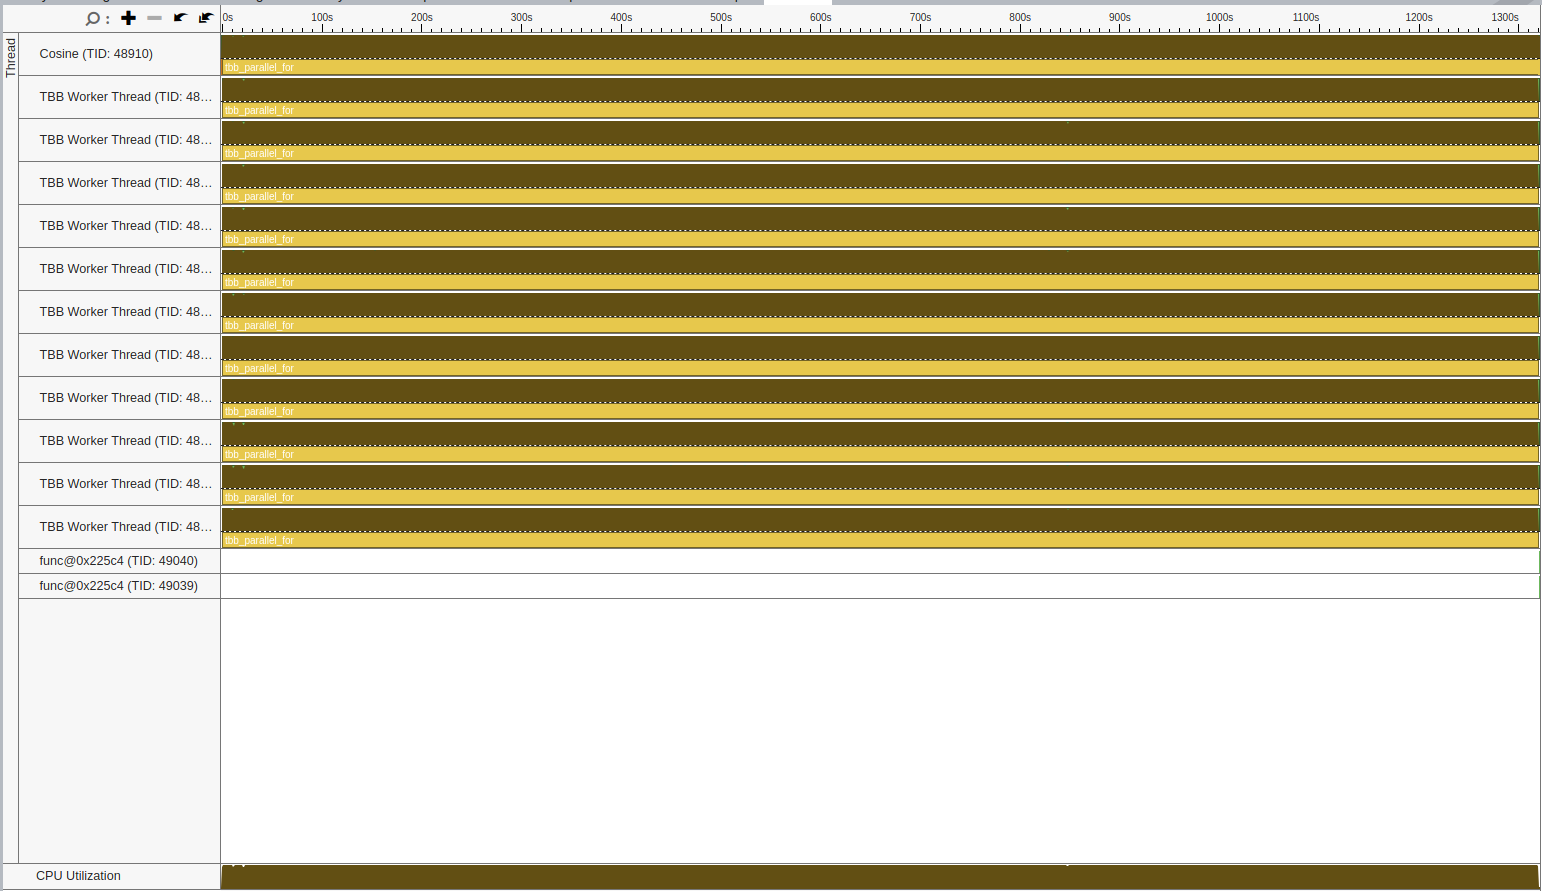 0s 100s 200s 300s 400s 500s 600s 700s 800s 900s 1000s 1100s 1200s 1300s
Thread
Cosine (TID: 48910)
tbb_parallel_for
TBB Worker Thread (TID: 48...
tbb_parallel_for
TBB Worker Thread (TID: 48...
tbb_parallel_for
TBB Worker Thread (TID: 48...
tbb_parallel_for
TBB Worker Thread (TID: 48...
tbb_parallel_for
TBB Worker Thread (TID: 48...
tbb_parallel_for
TBB Worker Thread (TID: 48...
tbb_parallel_for
TBB Worker Thread (TID: 48...
tbb_parallel_for
TBB Worker Thread (TID: 48...
tbb_parallel_for
TBB Worker Thread (TID: 48...
tbb_parallel_for
TBB Worker Thread (TID: 48...
tbb_parallel_for
TBB Worker Thread (TID: 48...
tbb_parallel_for
func@0x225c4 (TID: 49040)
func@0x225c4 (TID: 49039)
CPU Utilization